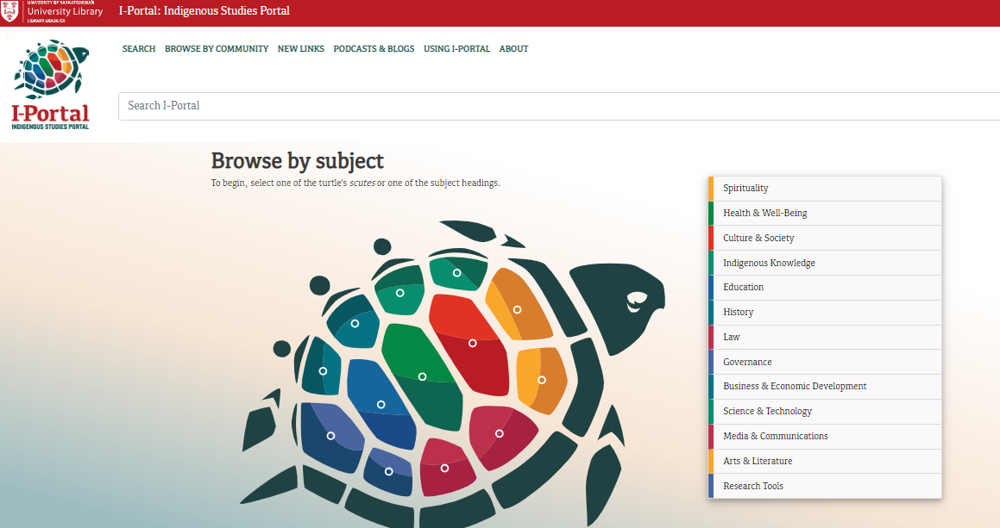 UNIVERSITY OF SASKATCHEWAN
University Library
LIBRARY.USASK.CA
I-Portal: Indigenous Studies Portal
SEARCH BROWSE BY COMMUNITY NEW LINKS PODCASTS & BLOGS USING I-PORTAL ABOUT
Search I-Portal
I-Portal
INDIGENOUS STUDIES PORTAL
Browse by subject
To begin, select one of the turtle's scutes or one of the subject headings.
Spirituality
Health & Well-Being
Culture & Society
Indigenous Knowledge
Education
History
Law
Governance
Business & Economic Development
Science & Technology
Media & Communications
Arts & Literature
Research Tools